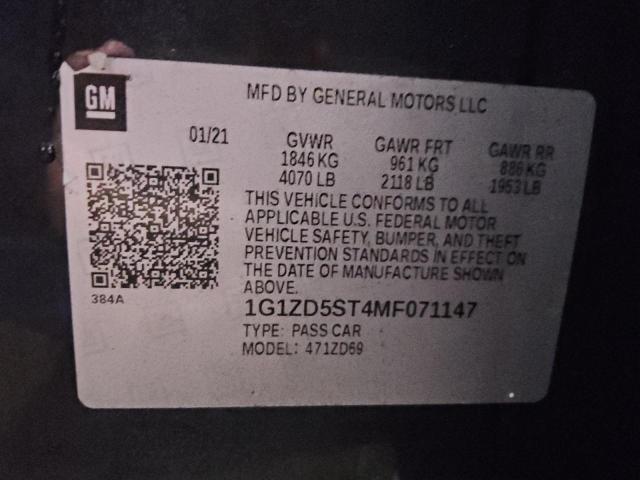 GM
MFD BY GENERAL MOTORS LLC
01/21 GVWR GAWR FRT GAWR RR
1846 KG 961 KG 886 KG
4070 LB 2118 LB 1953 LB
THIS VEHICLE CONFORMS TO ALL
APPLICABLE U.S. FEDERAL MOTOR
VEHICLE SAFETY, BUMPER, AND THEFT
PREVENTION STANDARDS IN EFFECT ON
THE DATE OF MANUFACTURE SHOWN
ABOVE.
384A
1G1ZD5ST4MF071147
TYPE: PASS CAR
MODEL: 471ZD69